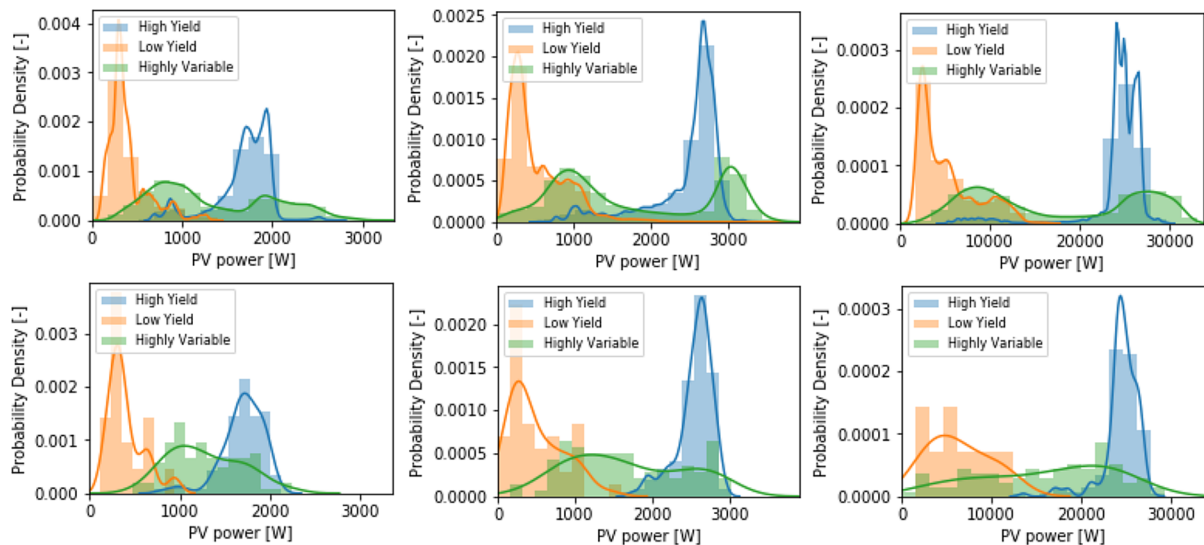 0.004
0.003
0.002
0.001
0.000
Probability Density [-]
High Yield
Low Yield
Highly Variable
0 1000 2000 3000
PV power [W]
0.0025
0.0020
0.0015
0.0010
0.0005
0.0000
Probability Density [-]
High Yield
Low Yield
Highly Variable
0 1000 2000 3000
PV power [W]
0.0003
0.0002
0.0001
0.0000
Probability Density [-]
High Yield
Low Yield
Highly Variable
0 10000 20000 30000
PV power [W]
0.003
0.002
0.001
0.000
Probability Density [-]
High Yield
Low Yield
Highly Variable
0 1000 2000 3000
PV power [W]
0.0020
0.0015
0.0010
0.0005
0.0000
Probability Density [-]
High Yield
Low Yield
Highly Variable
0 1000 2000 3000
PV power [W]
0.0003
0.0002
0.0001
0.0000
Probability Density [-]
High Yield
Low Yield
Highly Variable
0 10000 20000 30000
PV power [W]